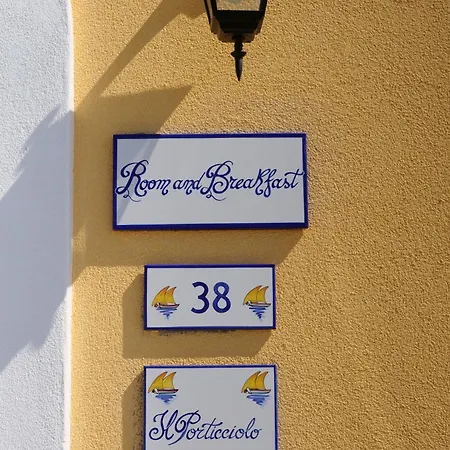 Room and Breakfast
38
Il Porticciolo